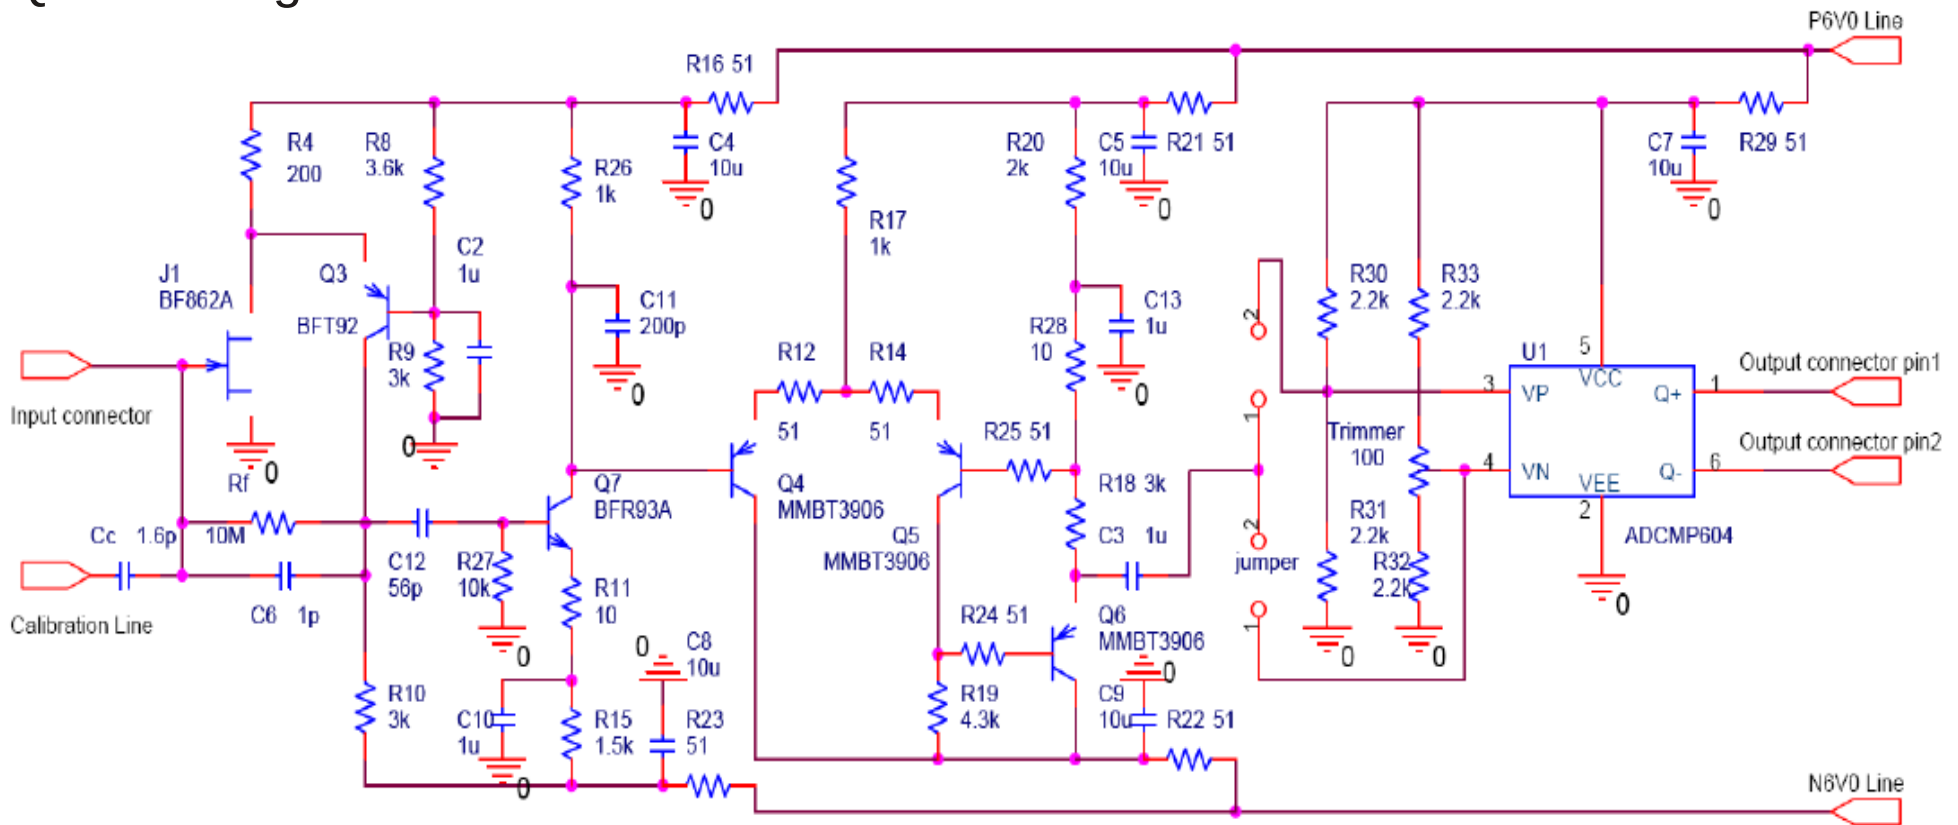 P6V0 Line
R16 51
R4
200
R8
3.6k
R26
1k
C4
10u
0
R20
2k
C5
10u
R21 51
0
C7
10u
R29 51
0
R17
1k
C2
1u
J1
BF862A
Q3
BFT92
R9
3k
0
C11
200p
0
C13
1u
0
R28
10
R12
51
R14
51
R25 51
2
1
R30
2.2k
R33
2.2k
U1
5
VCC
3
VP
4
VN
VEE
2
Q+
1
Q-
6
ADCMP604
0
Output connector pin1
Output connector pin2
Input connector
0
Rf
10M
Cc
1.6p
Calibration Line
C6
1p
C12
56p
R27
10k
0
Q7
BFR93A
R11
10
Q4
MMBT3906
Q5
MMBT3906
R18 3k
C3
1u
2
jumper
1
Trimmer
100
R31
2.2k
R32
2.2k
0
0
R24 51
Q6
MMBT3906
0
C8
10u
0
R10
3k
C10
1u
0
R15
1.5k
R23
51
R19
4.3k
C9
10u
R22 51
N6V0 Line